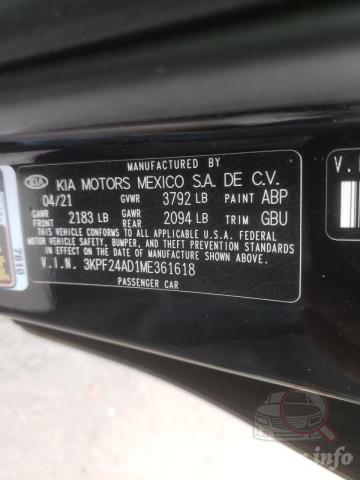 MANUFACTURED BY
KIA KIA MOTORS MEXICO S.A. DE C.V.
04/21 GVWR 3792 LB PAINT ABP
GAWR FRONT 2183 LB GAWR REAR 2094 LB TRIM GBU
THIS VEHICLE CONFORMS TO ALL APPLICABLE U.S.A. FEDERAL
MOTOR VEHICLE SAFETY, BUMPER, AND THEFT PREVENTION STANDARDS
IN EFFECT ON THE DATE OF MANUFACTURE
SHOWN ABOVE.
V.I.N. 3KPF24AD1ME361618
PASSENGER CAR
7610
V.I
.info